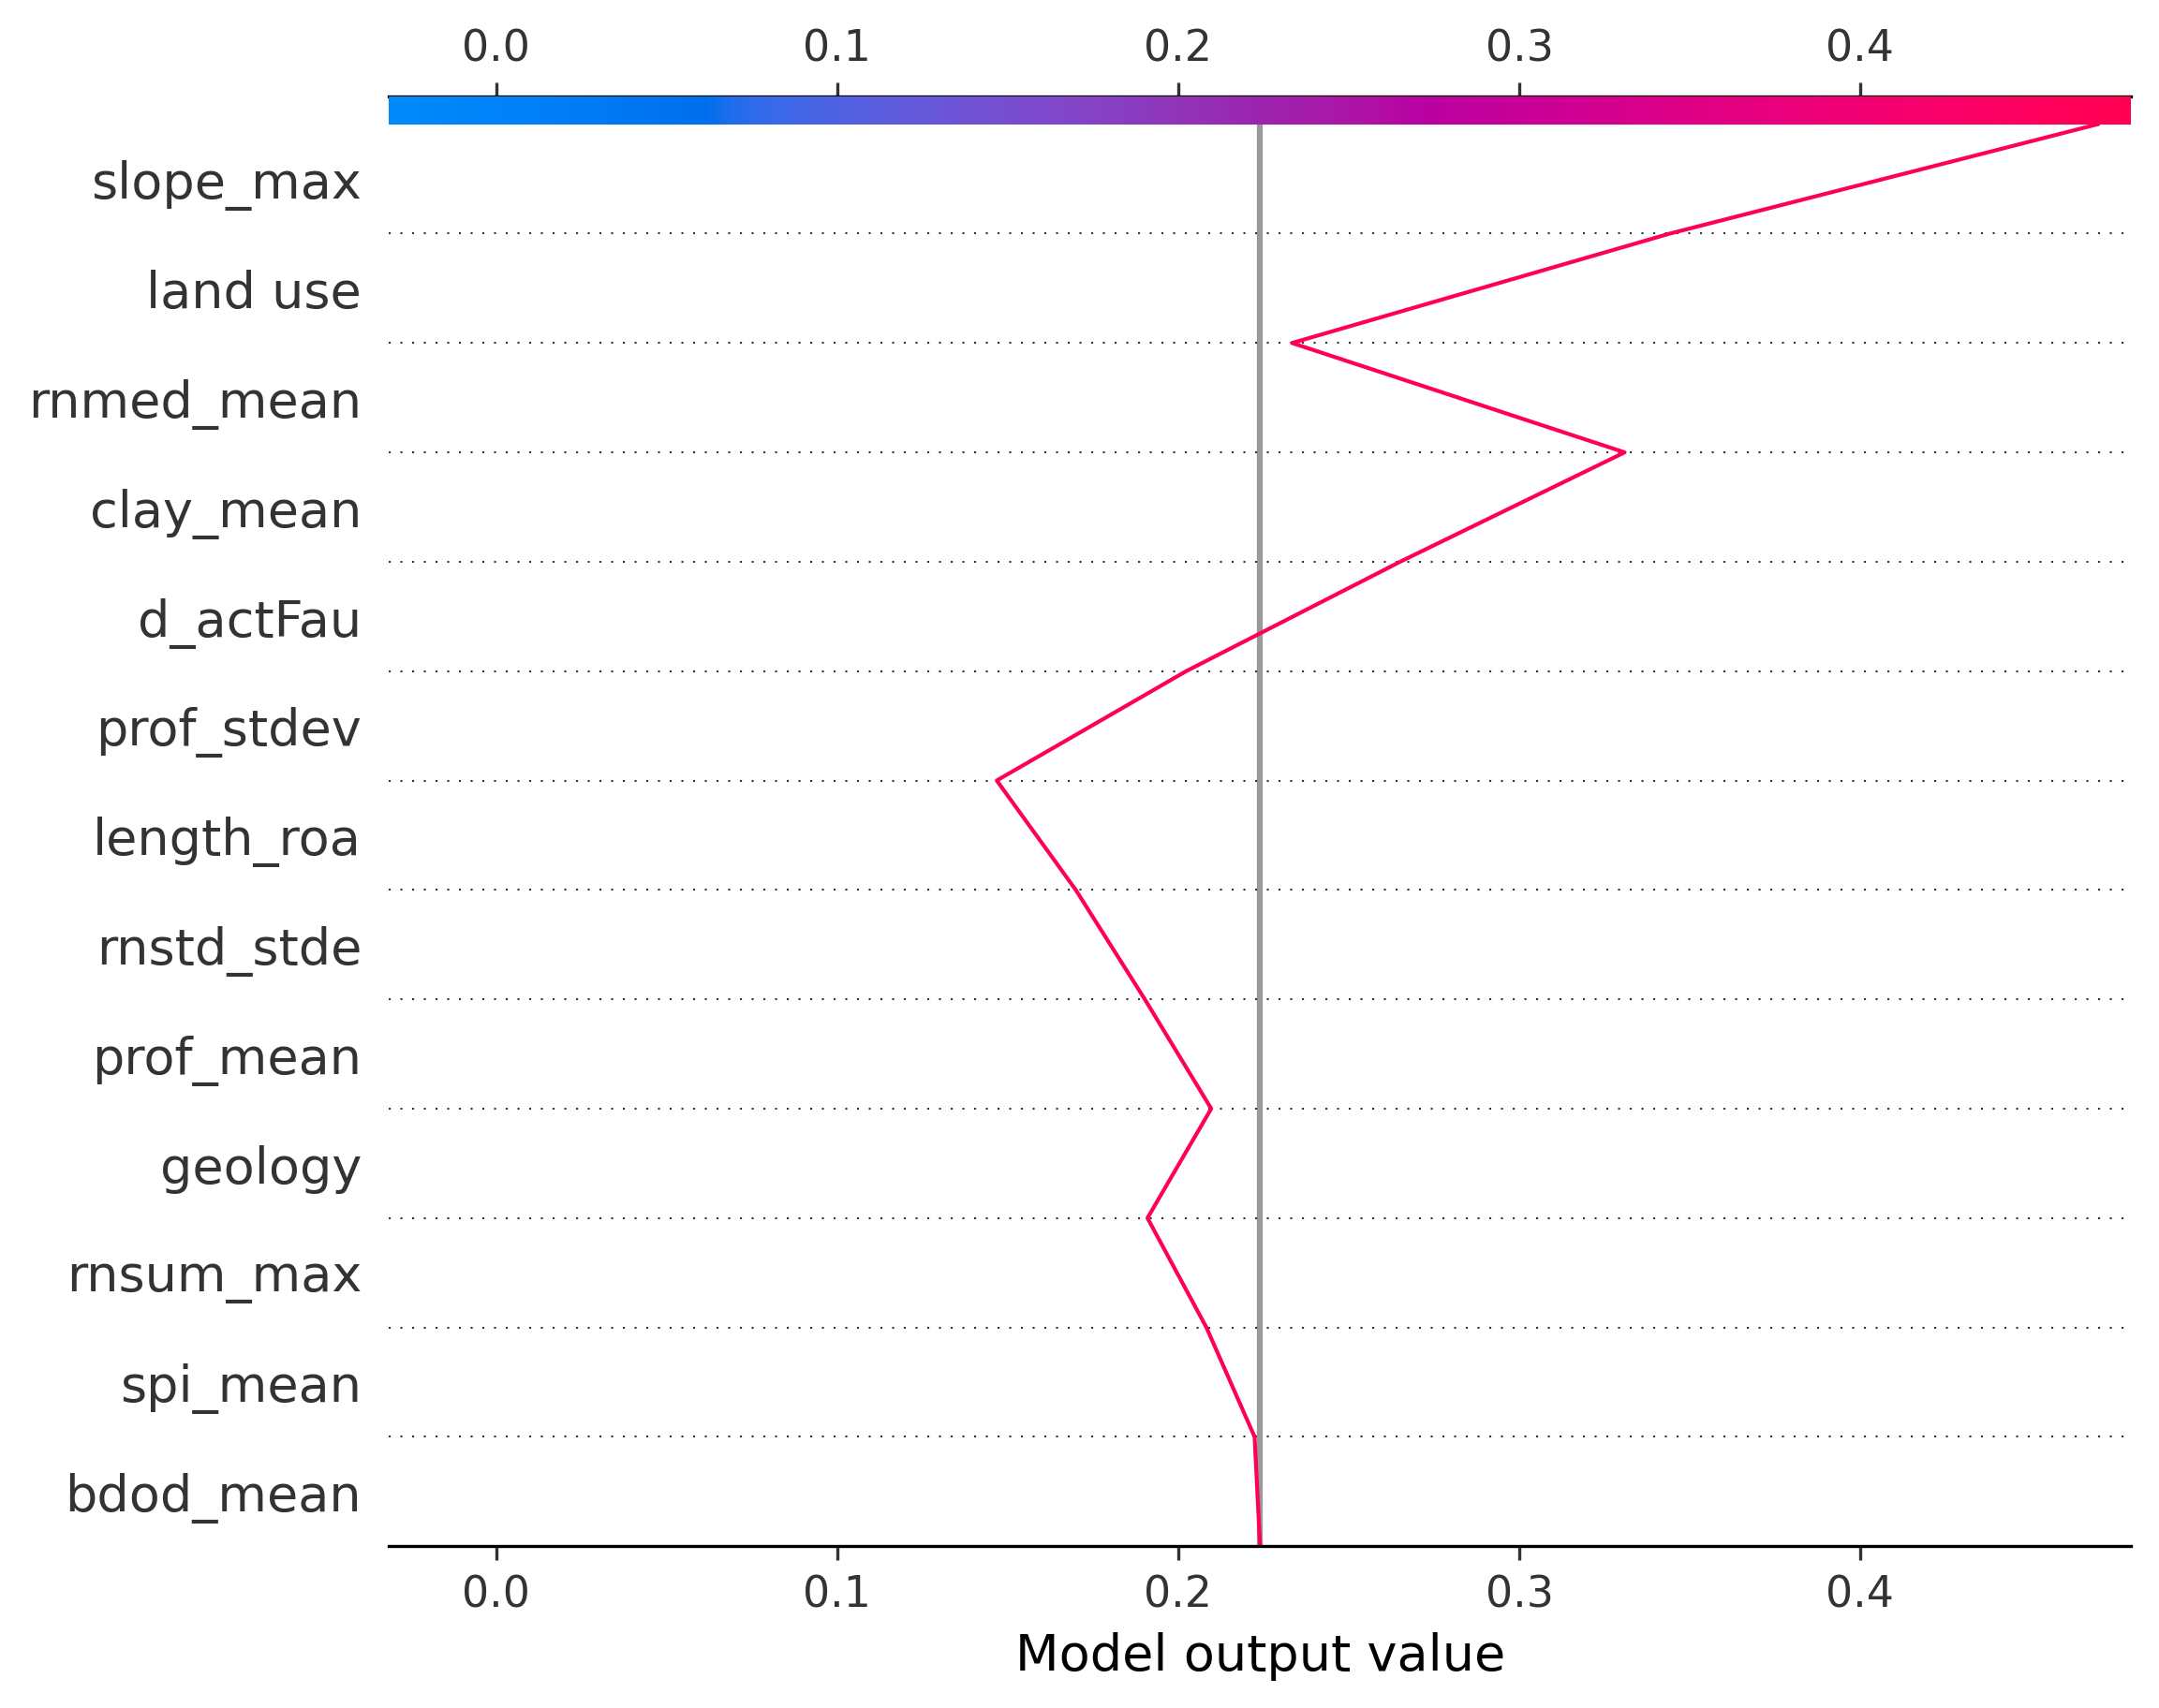 0.0 0.1 0.2 0.3 0.4
slope_max
land use
rnmed_mean
clay_mean
d_actFau
prof_stdev
length_roa
rnstd_stde
prof_mean
geology
rnsum_max
spi_mean
bdod_mean
0.0 0.1 0.2 0.3 0.4
Model output value